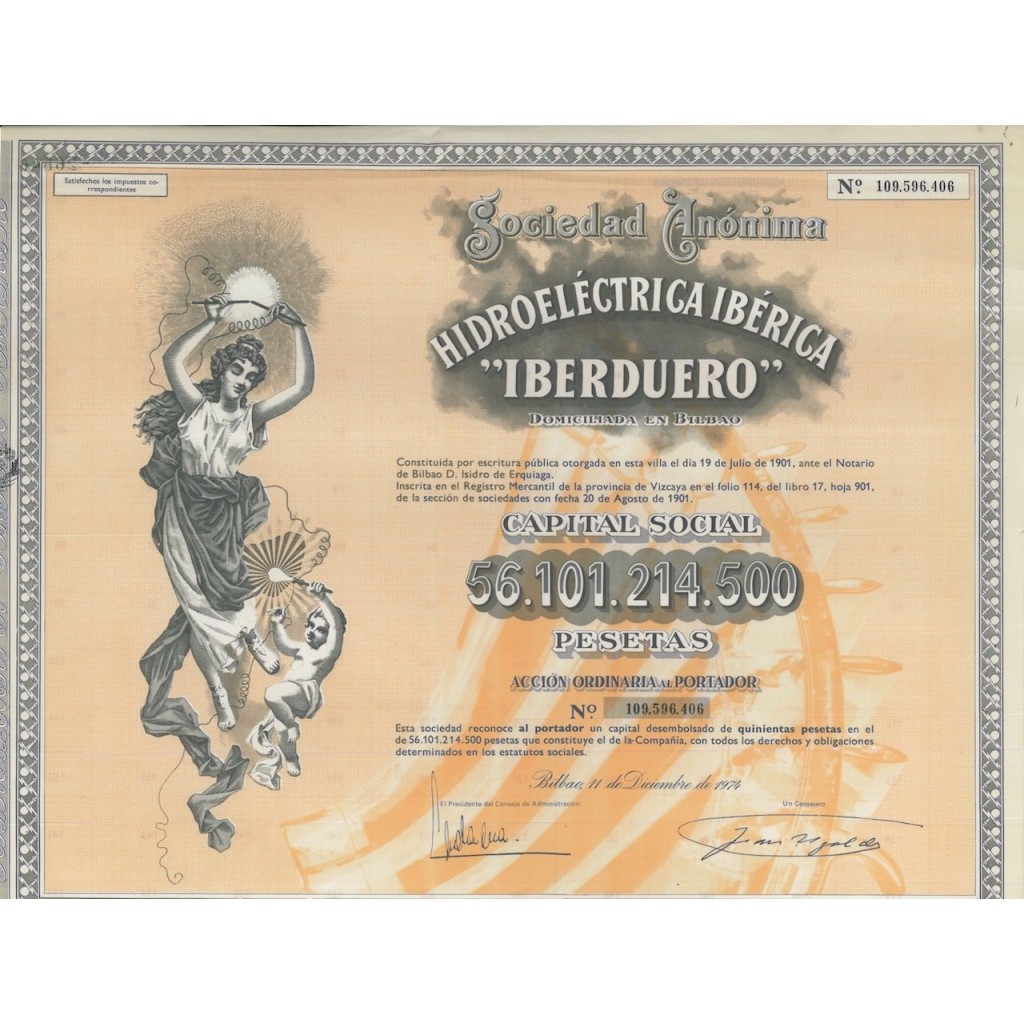 Satisfechos los impuestos co-
rrespondientes
Nº 109.596.406
Sociedad Anónima
HIDROELÉCTRICA IBÉRICA
"IBERDUERO"
DOMICILIADA EN BILBAO
Constituida por escritura pública otorgada en esta villa el día 19 de Julio de 1901, ante el Notario
de Bilbao D. Isidro de Erquiaga.
Inscrita en el Registro Mercantil de la provincia de Vizcaya en el folio 114, del libro 17, hoja 901,
de la sección de sociedades con fecha 20 de Agosto de 1901.
CAPITAL SOCIAL
56.101.214.500
PESETAS
ACCIÓN ORDINARIA AL PORTADOR
Nº 109.596.406
Esta sociedad reconoce al portador un capital desembolsado de quinientas pesetas en el
de 56.101.214.500 pesetas que constituye el de la Compañía, con todos los derechos y obligaciones
determinados en los estatutos sociales.
Bilbao, 11 de Diciembre de 1974
El Presidente del Consejo de Administración:
Un Consejero